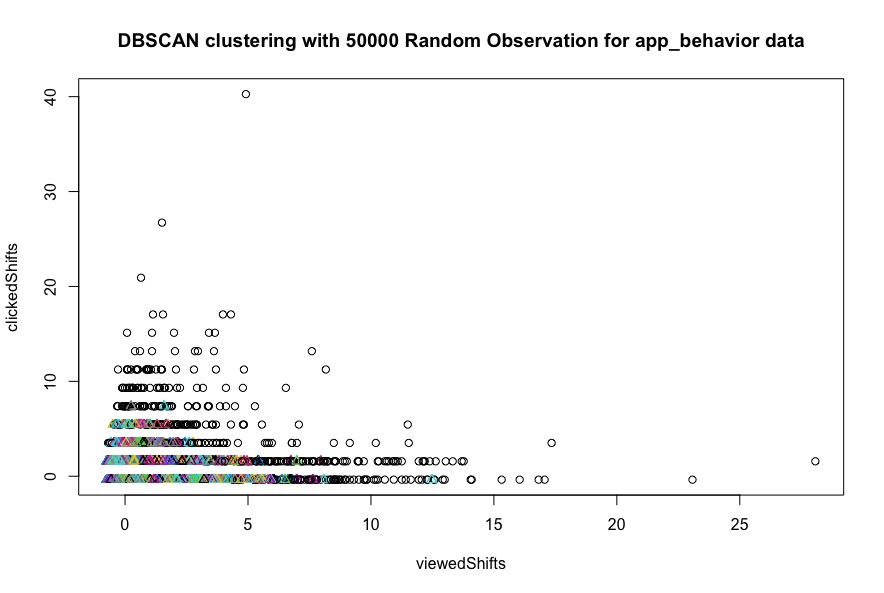 DBSCAN clustering with 50000 Random Observation for app_behavior data
40
30
20
10
0
clickedShifts
0 5 10 15 20 25
viewedShifts